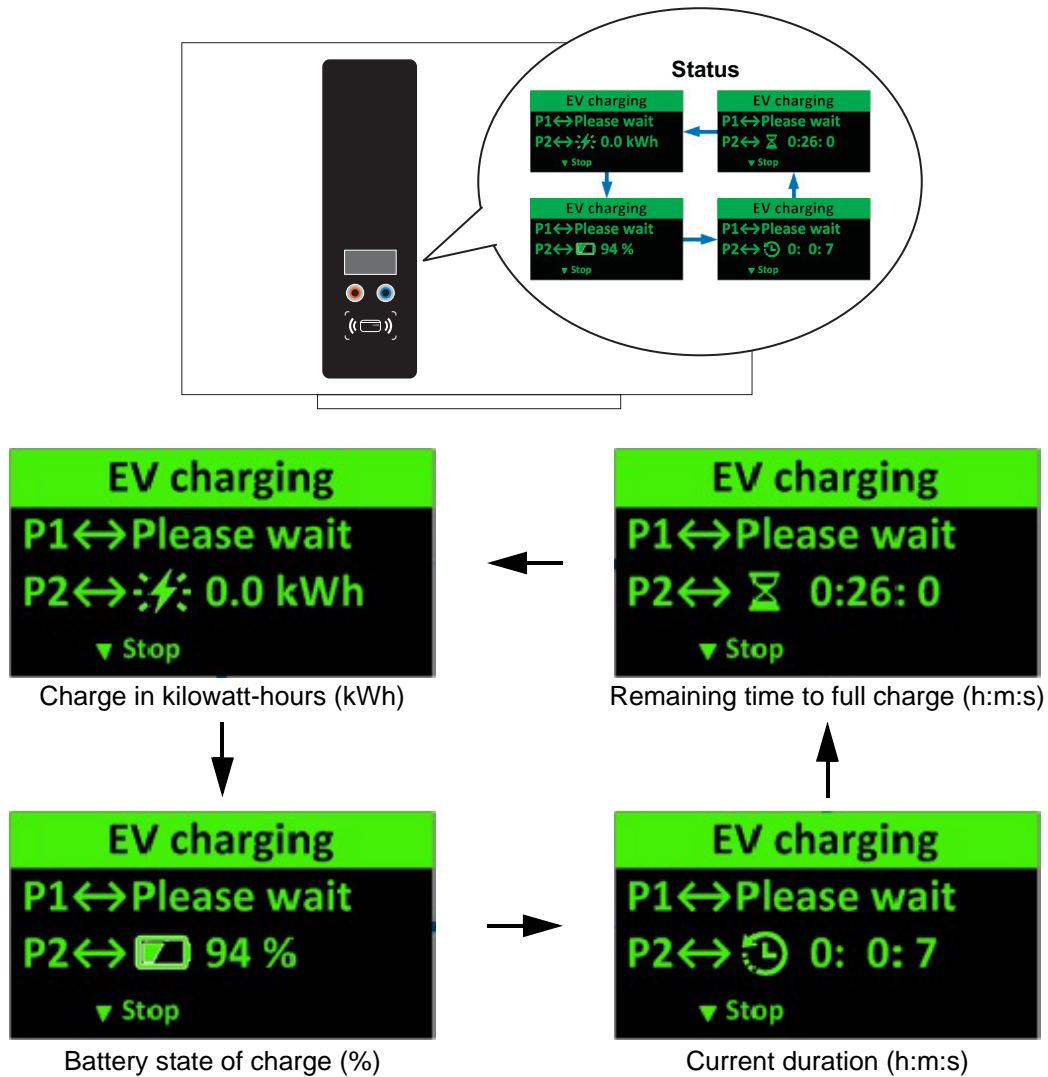 Status
EV charging
P1↔Please wait
P2↔ 0.0 kWh
▼ Stop
EV charging
P1↔Please wait
P2↔ 0:26: 0
▼ Stop
EV charging
P1↔Please wait
P2↔ 94 %
▼ Stop
EV charging
P1↔Please wait
P2↔ 0: 0: 7
▼ Stop
EV charging
P1↔Please wait
P2↔ 0.0 kWh
▼ Stop
Charge in kilowatt-hours (kWh)
EV charging
P1↔Please wait
P2↔ 0:26: 0
▼ Stop
Remaining time to full charge (h:m:s)
EV charging
P1↔Please wait
P2↔ 94 %
▼ Stop
Battery state of charge (%)
EV charging
P1↔Please wait
P2↔ 0: 0: 7
▼ Stop
Current duration (h:m:s)